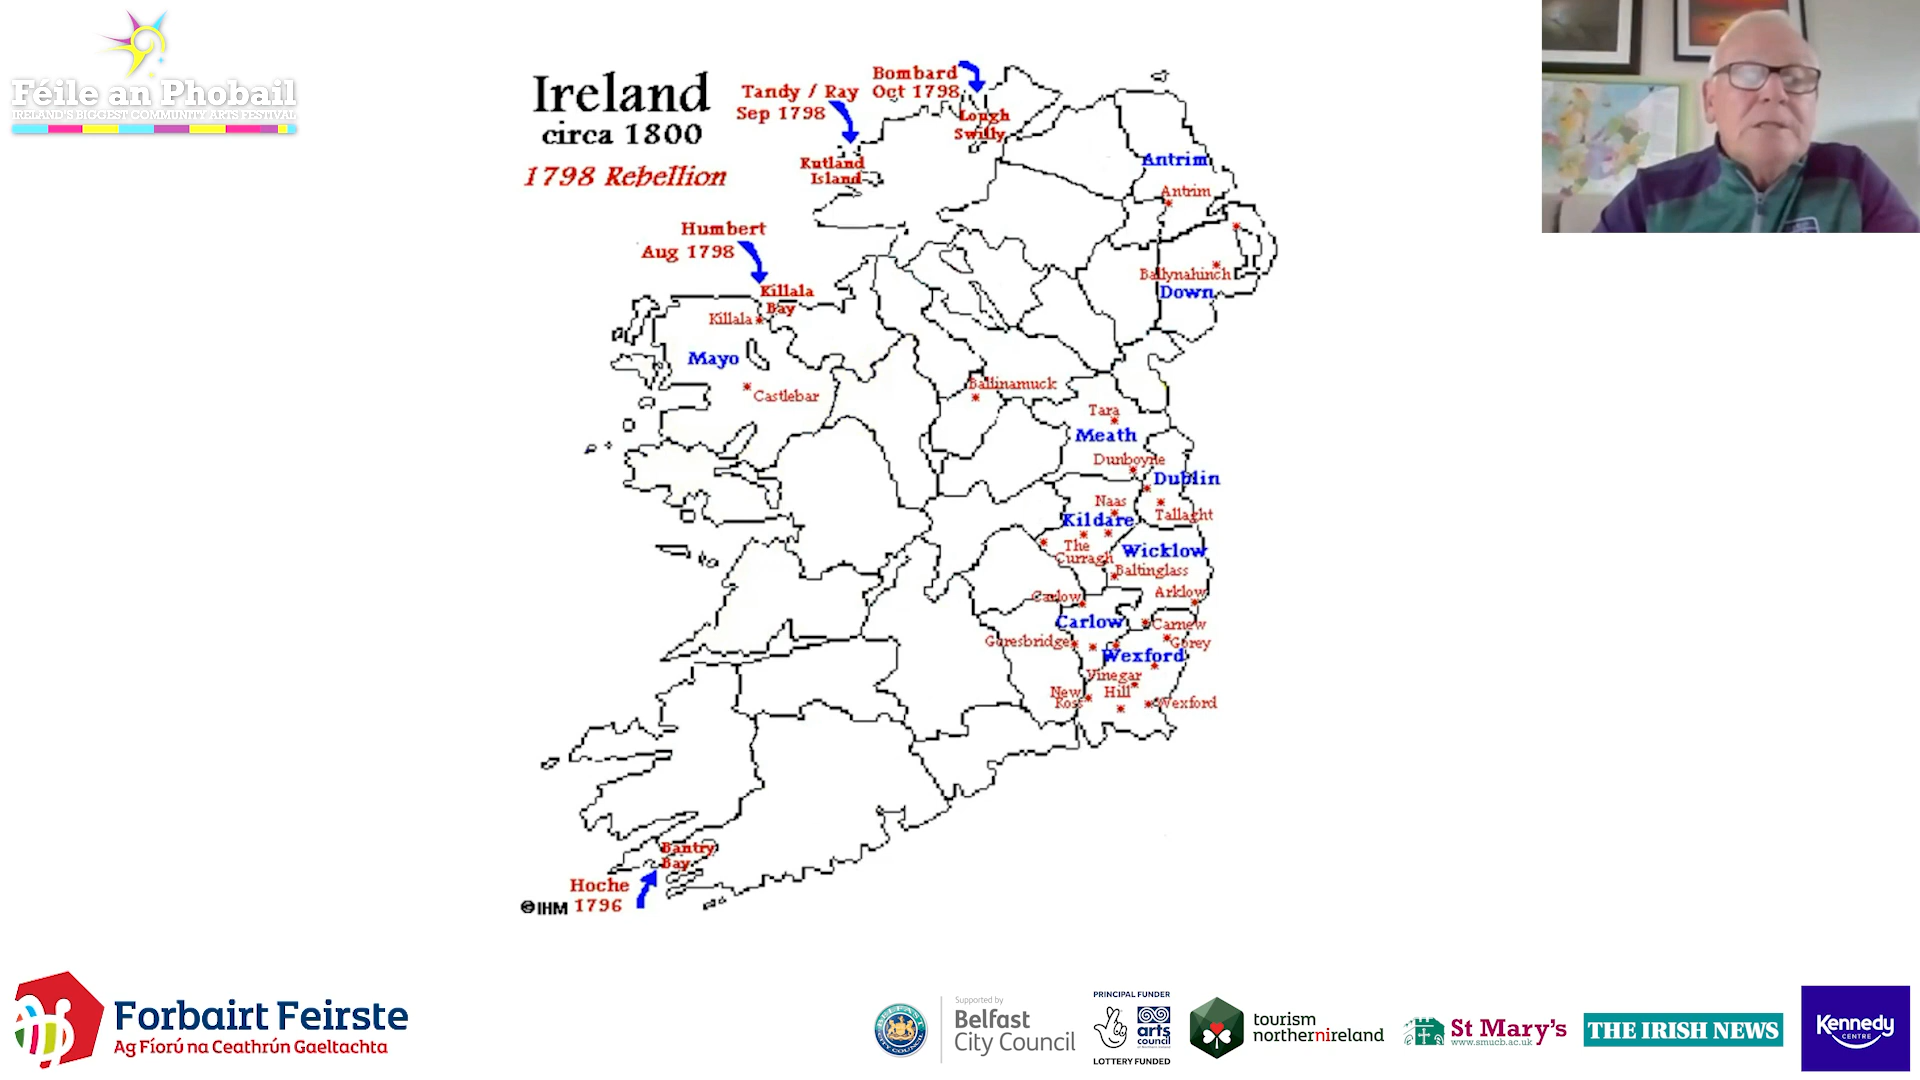 Féile an Phobail
IRELAND'S BIGGEST COMMUNITY ARTS FESTIVAL
Ireland
circa 1800
1798 Rebellion
Tandy / Ray
Sep 1798
Bombard
Oct 1798
Lough
Swilly
Rutland
Island
Antrim
Antrim
Humbert
Aug 1798
Killala
Bay
Killala
Ballynahinch
Down
Mayo
Castlebar
Ballinamuck
Tara
Meath
Dunboyne
Dublin
Naas
Tallaght
Kildare
The
Curragh
Wicklow
Baltinglass
Arklow
Carlow
Carlow
Carnew
Goresbridge
Gorey
Wexford
Vinegar
Hill
New
Ross
Wexford
Bantry
Bay
Hoche
1796
©IHM
Forbairt Feirste
Ag Fíorú na Ceathrún Gaeltachta
BELFAST
CITY COUNCIL
Supported by
Belfast
City Council
PRINCIPAL FUNDER
arts
council
LOTTERY FUNDED
tourism
northernireland
St Mary's
www.smucb.ac.uk
THE IRISH NEWS
Kennedy
CENTRE